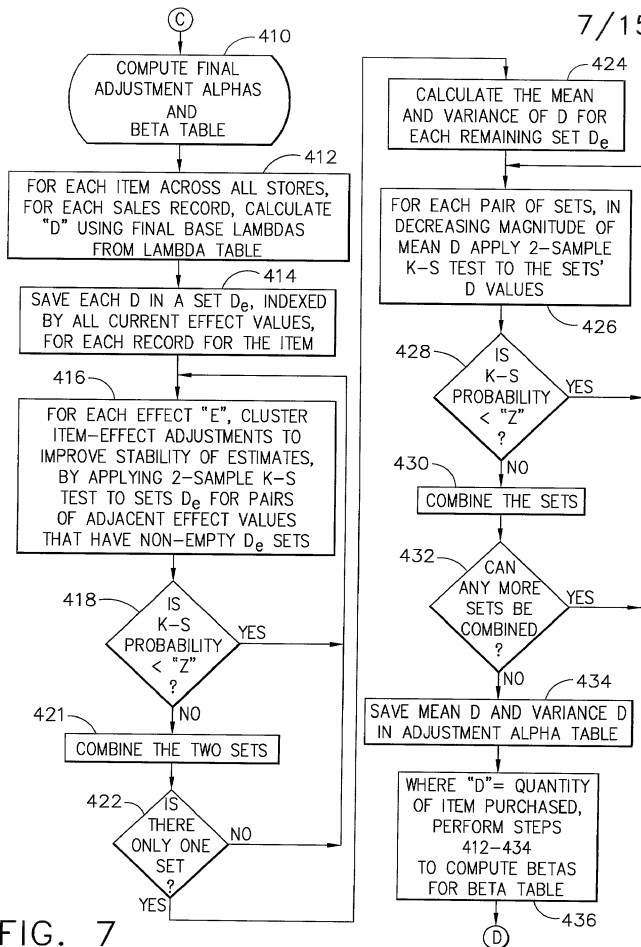 7/15
C
410
COMPUTE FINAL
ADJUSTMENT ALPHAS
AND
BETA TABLE
412
FOR EACH ITEM ACROSS ALL STORES,
FOR EACH SALES RECORD, CALCULATE
"D" USING FINAL BASE LAMBDAS
FROM LAMBDA TABLE
414
SAVE EACH D IN A SET De, INDEXED
BY ALL CURRENT EFFECT VALUES,
FOR EACH RECORD FOR THE ITEM
416
FOR EACH EFFECT "E", CLUSTER
ITEM-EFFECT ADJUSTMENTS TO
IMPROVE STABILITY OF ESTIMATES,
BY APPLYING 2-SAMPLE K-S
TEST TO SETS De FOR PAIRS
OF ADJACENT EFFECT VALUES
THAT HAVE NON-EMPTY De SETS
418
IS
K-S
PROBABILITY
< "Z"
?
YES
NO
421
COMBINE THE TWO SETS
422
IS
THERE
ONLY ONE
SET
?
NO
YES
424
CALCULATE THE MEAN
AND VARIANCE OF D FOR
EACH REMAINING SET De
FOR EACH PAIR OF SETS, IN
DECREASING MAGNITUDE OF
MEAN D APPLY 2-SAMPLE
K-S TEST TO THE SETS'
D VALUES
426
428
IS
K-S
PROBABILITY
< "Z"
?
YES
NO
430
COMBINE THE SETS
432
CAN
ANY MORE
SETS BE
COMBINED
?
YES
NO
434
SAVE MEAN D AND VARIANCE D
IN ADJUSTMENT ALPHA TABLE
WHERE "D"= QUANTITY
OF ITEM PURCHASED,
PERFORM STEPS
412-434
TO COMPUTE BETAS
FOR BETA TABLE
436
D
FIG. 7